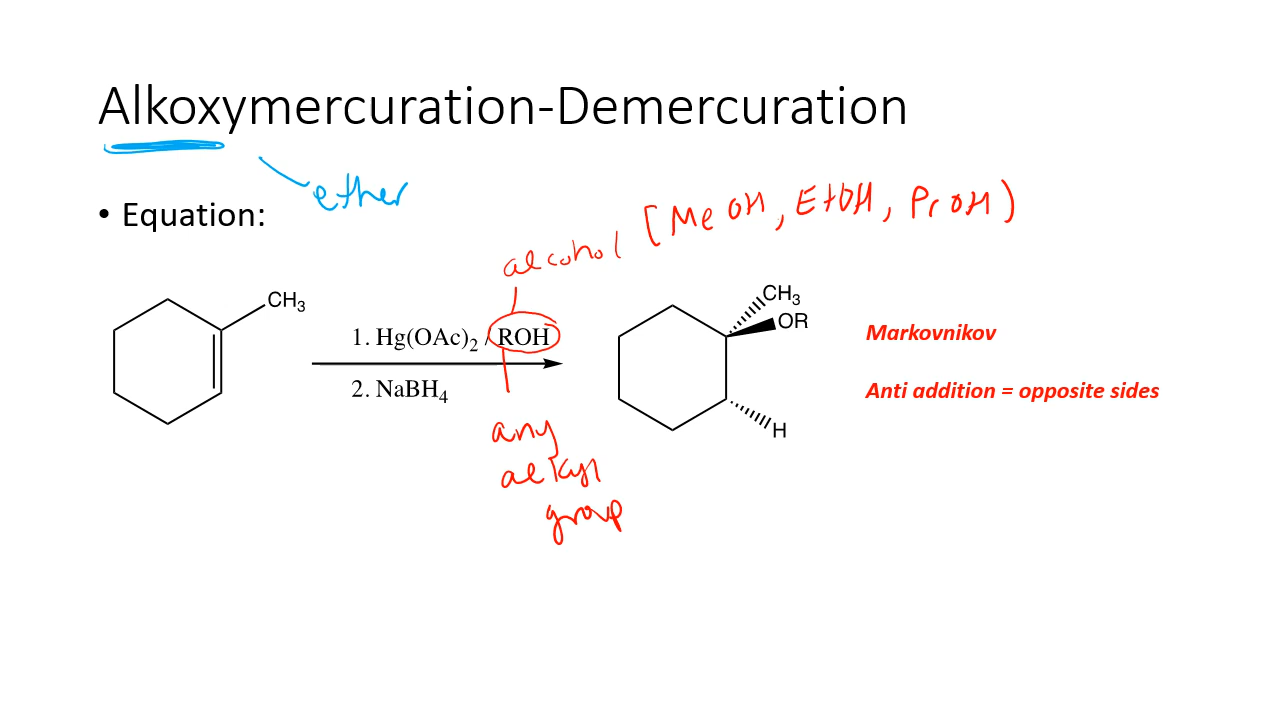 Alkoxymercuration-Demercuration
ether
• Equation:
[MeOH, EtOH, PrOH)
alcohol
CH3
1. Hg(OAc)2 / ROH
2. NaBH4
CH3
OR
H
Markovnikov
Anti addition = opposite sides
any
alkyl
group